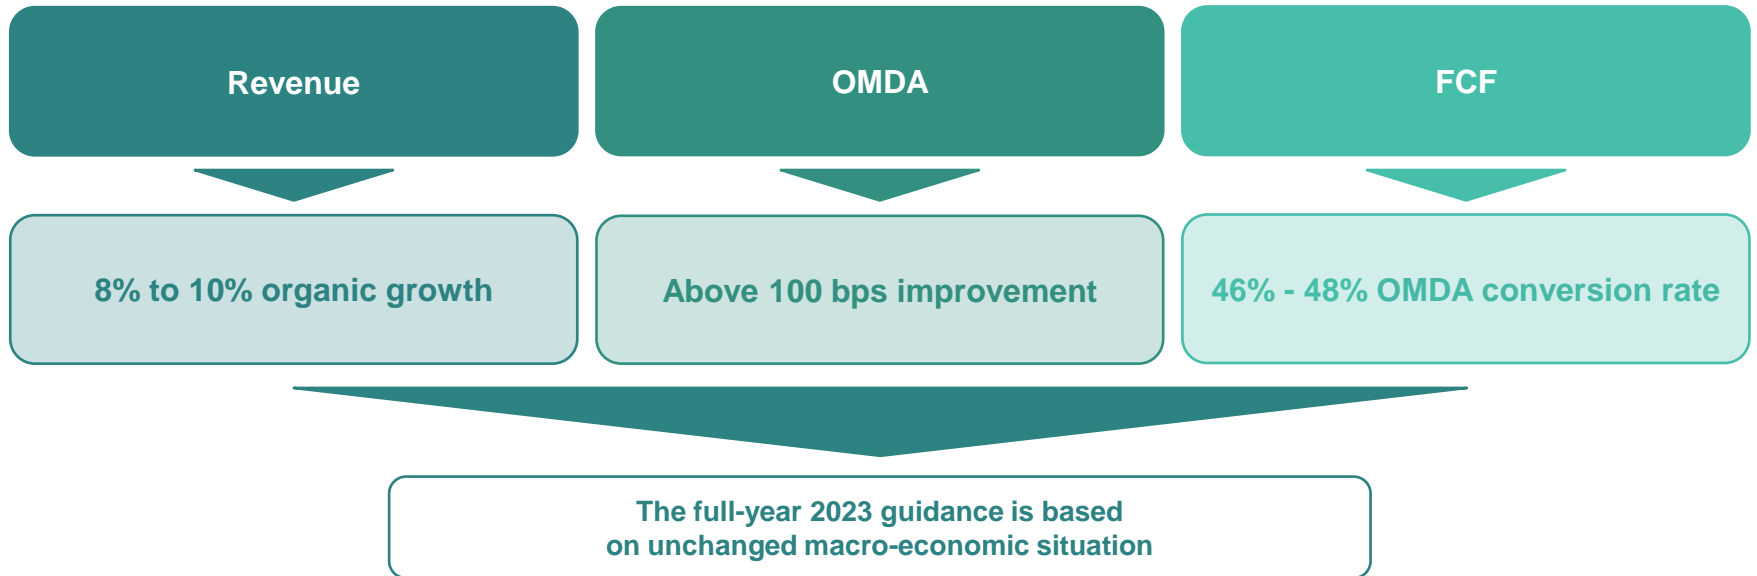 Revenue
OMDA
FCF
8% to 10% organic growth
Above 100 bps improvement
46% - 48% OMDA conversion rate
The full-year 2023 guidance is based
on unchanged macro-economic situation